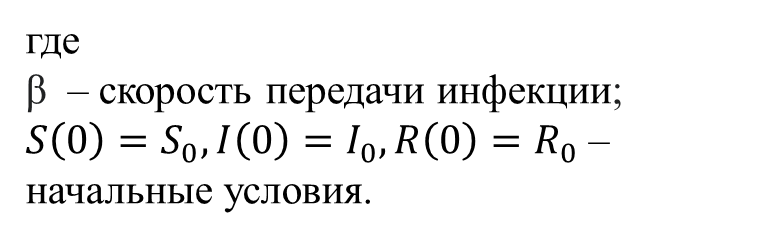 где
β – скорость передачи инфекции;
S(0) = S₀, I(0) = I₀, R(0) = R₀ –
начальные условия.